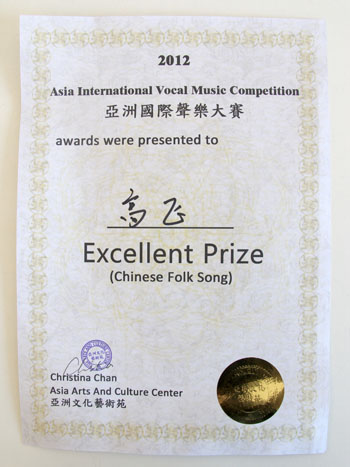 2012
Asia International Vocal Music Competition
亞洲國際聲樂大賽
awards were presented to
高飞
Excellent Prize
(Chinese Folk Song)
Christina Chan
Asia Arts And Culture Center
亞洲文化藝術苑